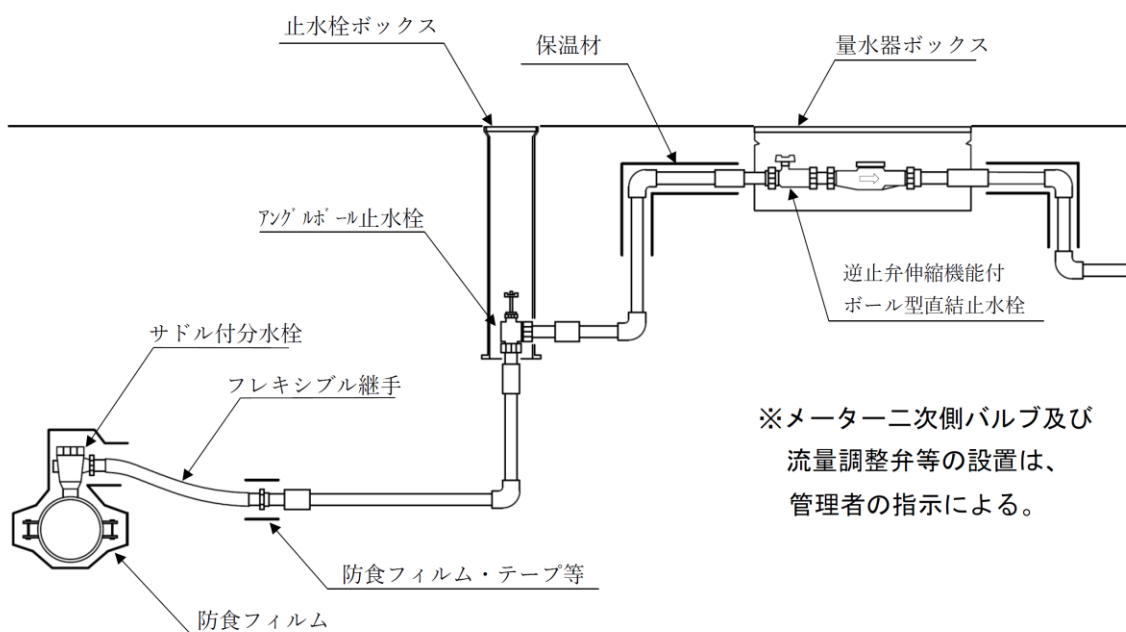 止水栓ボックス
保温材
量水器ボックス
アングルボール止水栓
逆止弁伸縮機能付
ボール型直結止水栓
サドル付分水栓
フレキシブル継手
※メーター二次側バルブ及び
流量調整弁等の設置は、
管理者の指示による。
防食フィルム・テープ等
防食フィルム